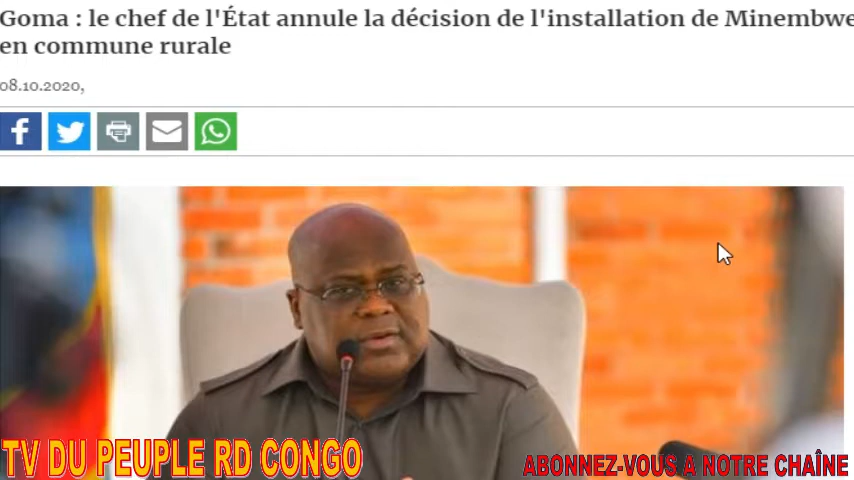 Goma : le chef de l'État annule la décision de l'installation de Minembwe
en commune rurale
08.10.2020,
TV DU PEUPLE RD CONGO
ABONNEZ-VOUS A NOTRE CHAÎNE